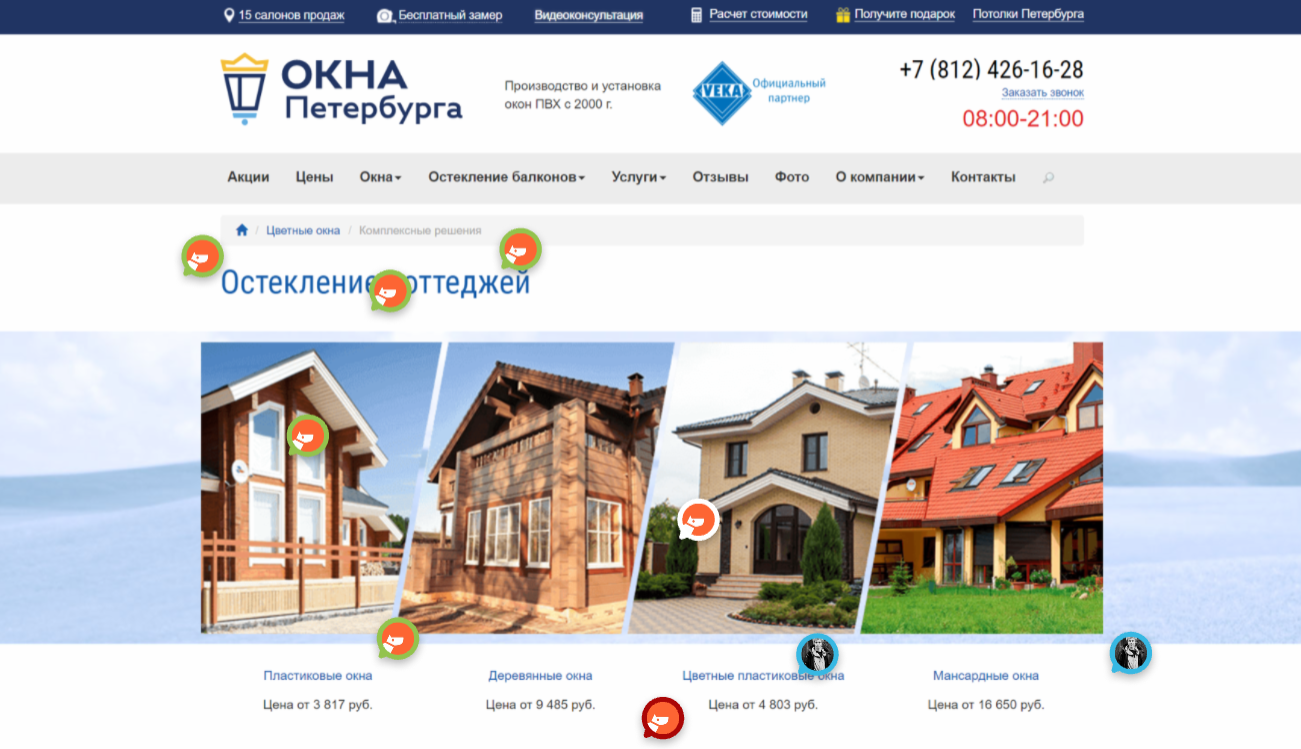 15 салонов продаж
Бесплатный замер
Видеоконсультация
Расчет стоимости
Получите подарок
Потолки Петербурга
ОКНА
Петербурга
Производство и установка
окон ПВХ с 2000 г.
VEKA
Официальный
партнер
+7 (812) 426-16-28
Заказать звонок
08:00-21:00
Акции
Цены
Окна
Остекление балконов
Услуги
Отзывы
Фото
О компании
Контакты
/ Цветные окна / Комплексные решения
Остекление оттеджей
Пластиковые окна
Деревянные окна
Цветные пластиковые окна
Мансардные окна
Цена от 3 817 руб.
Цена от 9 485 руб.
Цена от 4 803 руб.
Цена от 16 650 руб.